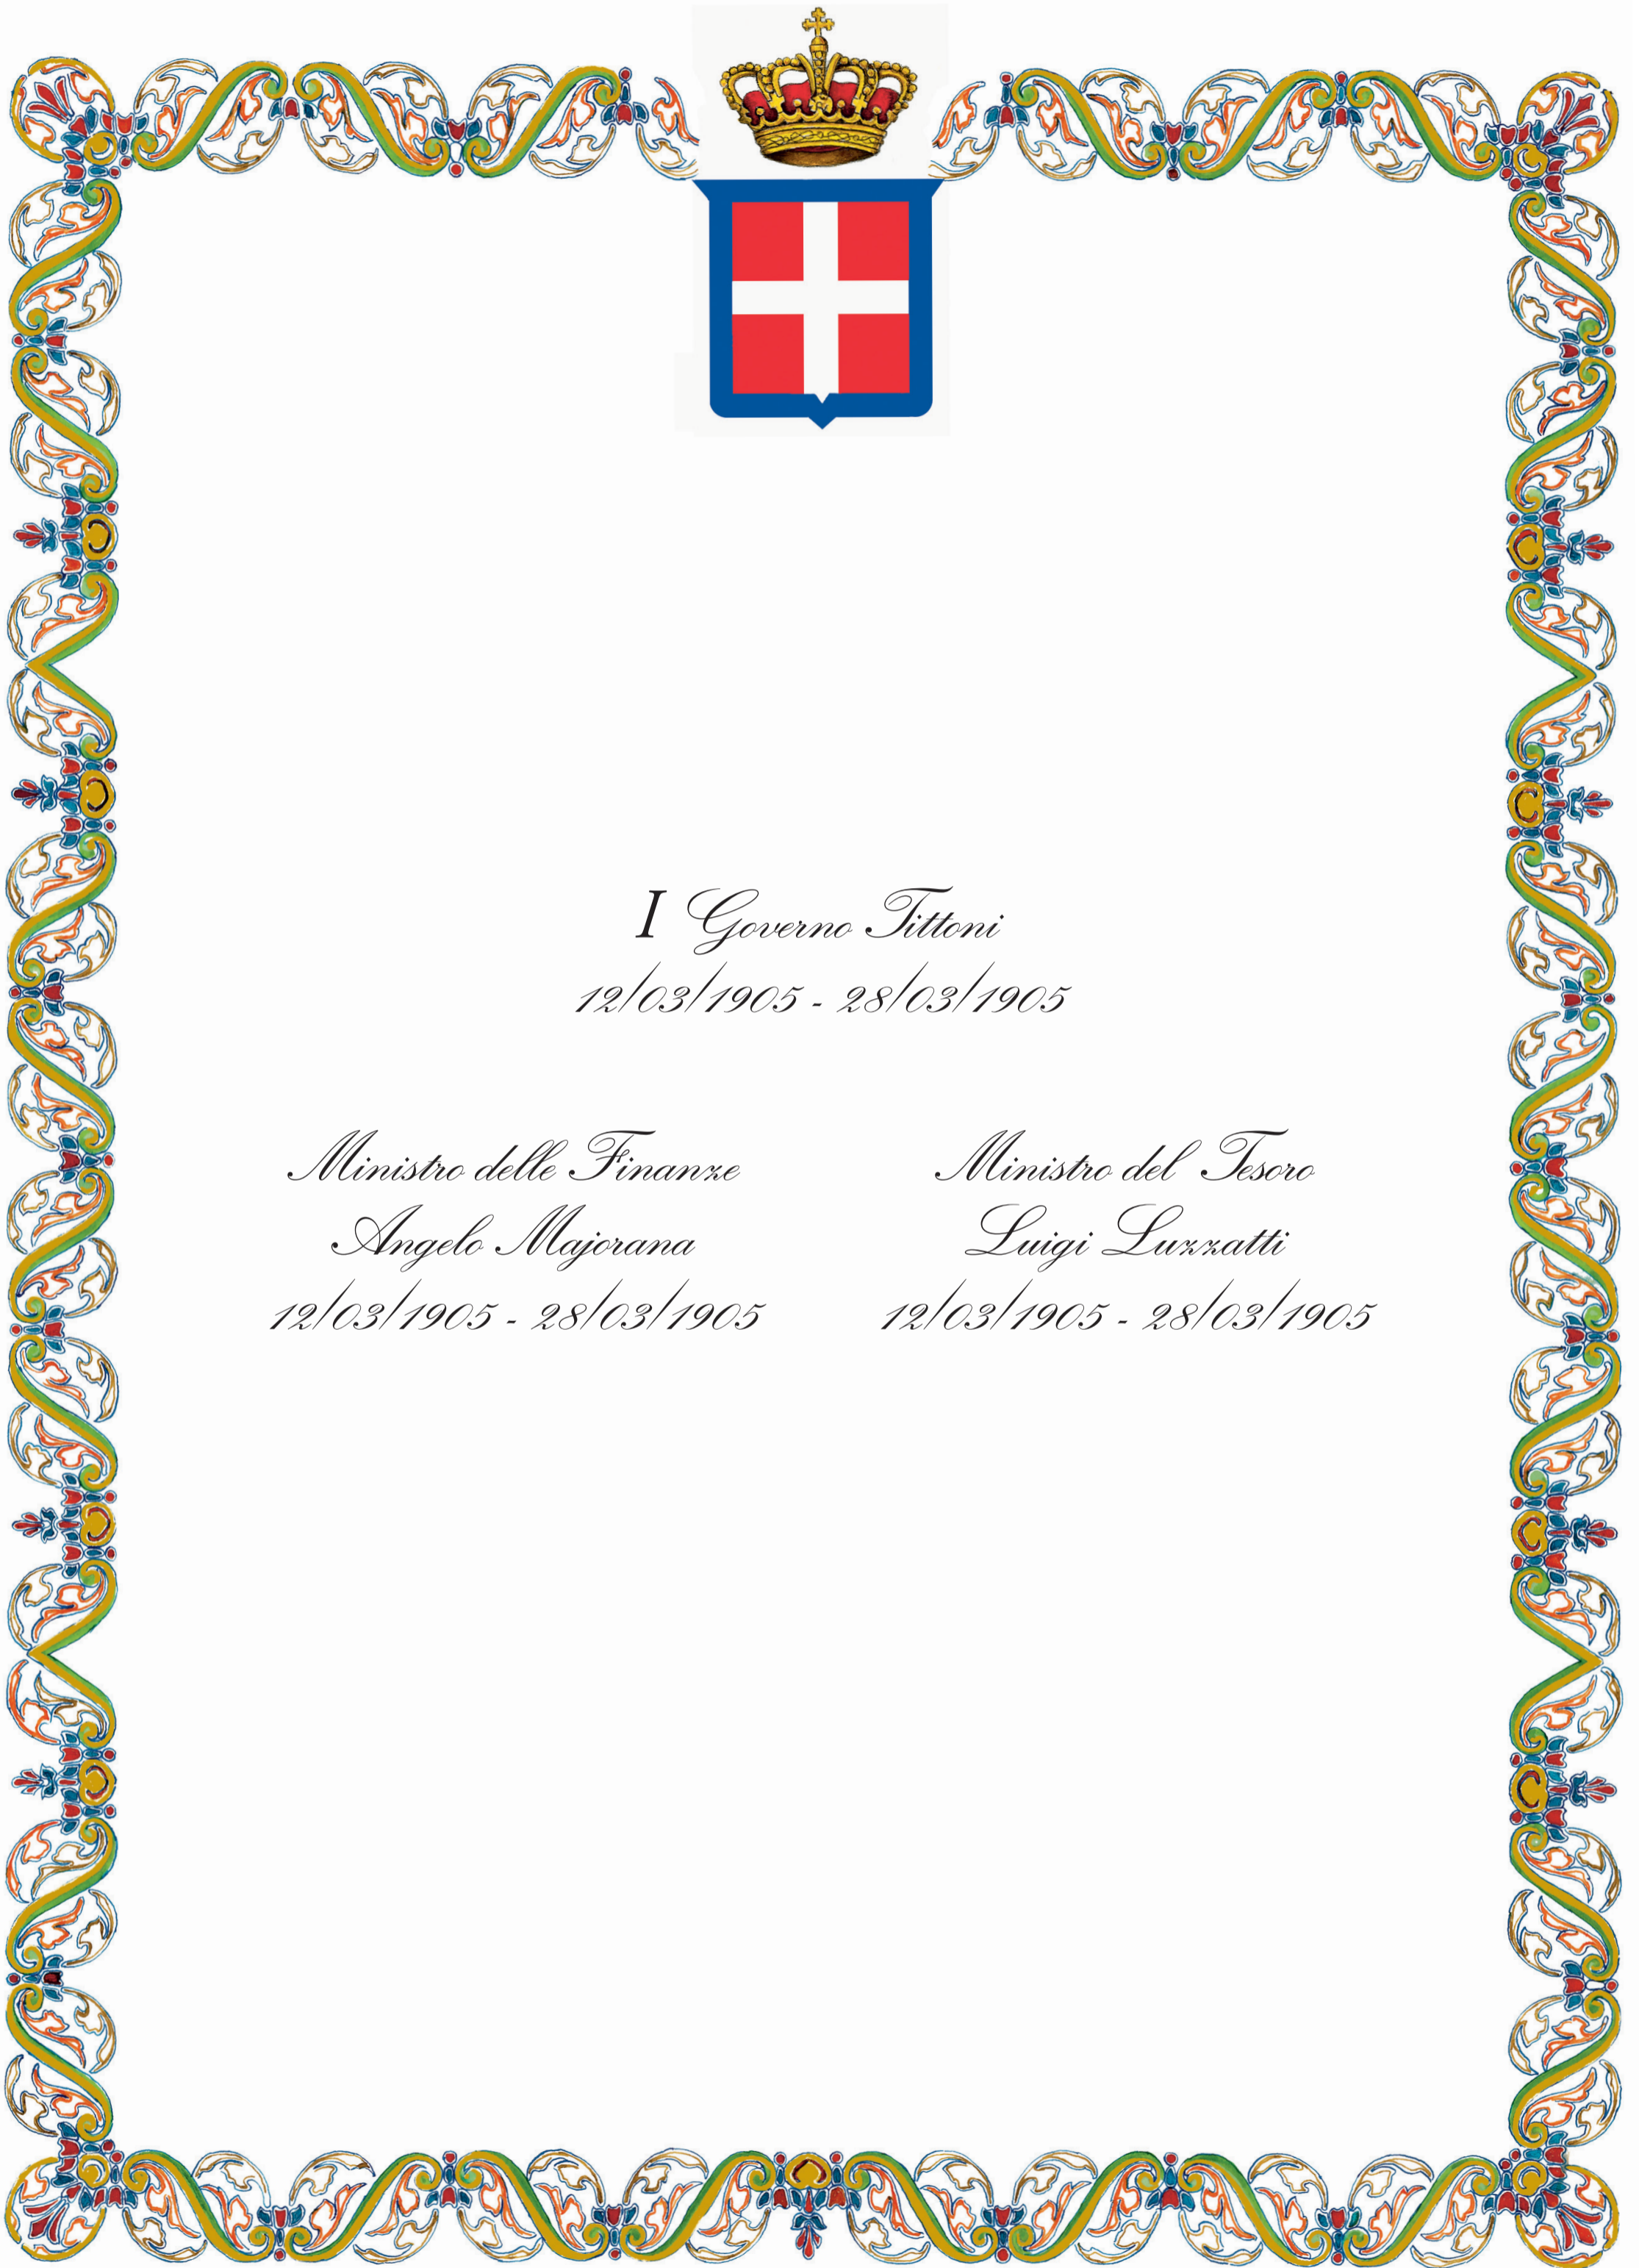 I Governo Tittoni
12/03/1905 - 28/03/1905
Ministro delle Finanze
Angelo Majorana
12/03/1905 - 28/03/1905
Ministro del Tesoro
Luigi Luzzatti
12/03/1905 - 28/03/1905